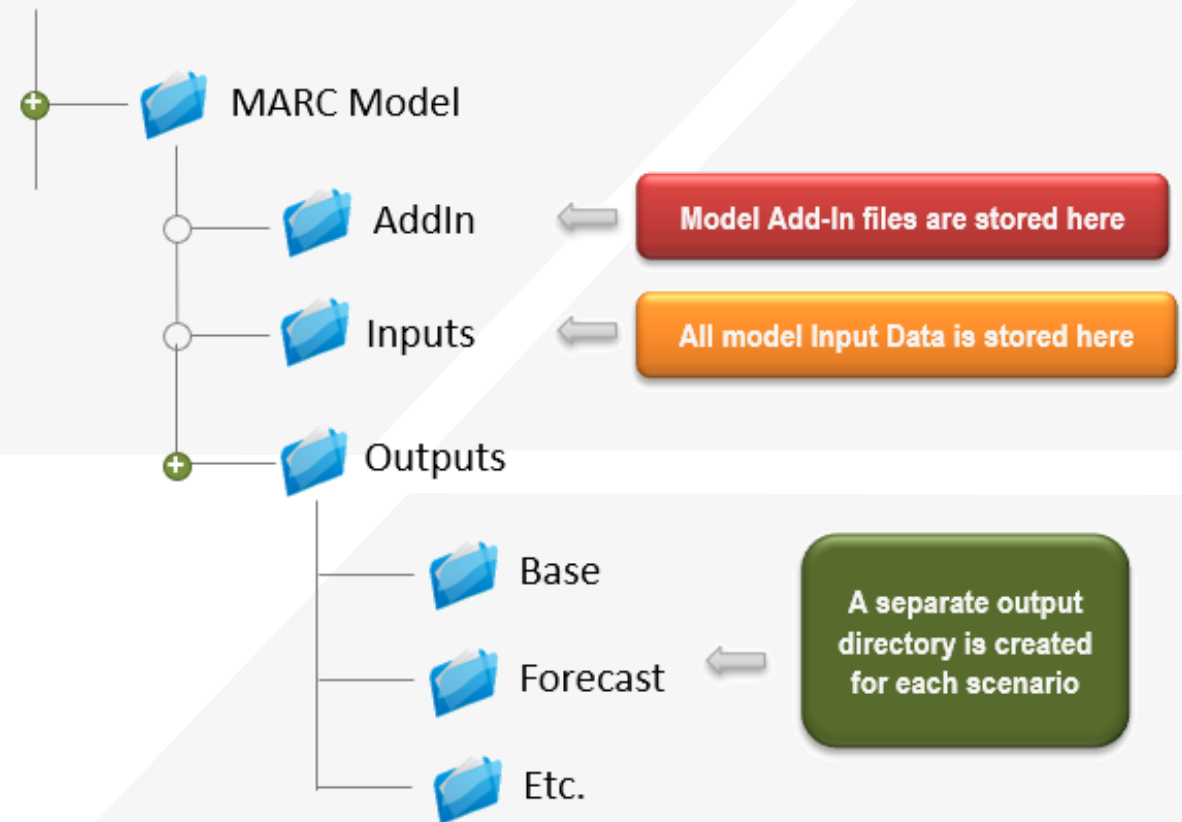 MARC Model
AddIn
Model Add-In files are stored here
Inputs
All model Input Data is stored here
Outputs
Base
Forecast
A separate output
directory is created
for each scenario
Etc.